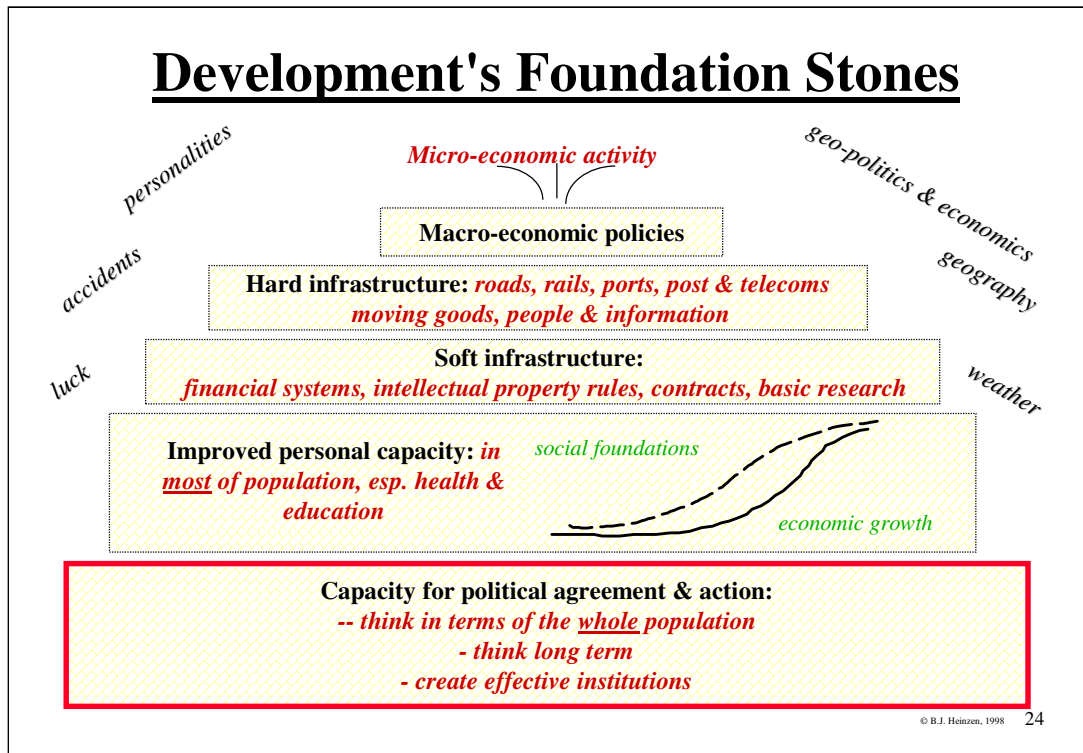 Development's Foundation Stones
personalities
accidents
luck
Micro-economic activity
geo-politics & economics
geography
weather
Macro-economic policies
Hard infrastructure: roads, rails, ports, post & telecoms
moving goods, people & information
Soft infrastructure:
financial systems, intellectual property rules, contracts, basic research
Improved personal capacity: in
most of population, esp. health &
education
social foundations
economic growth
Capacity for political agreement & action:
-- think in terms of the whole population
- think long term
- create effective institutions
© B.J. Heinzen, 1998 24